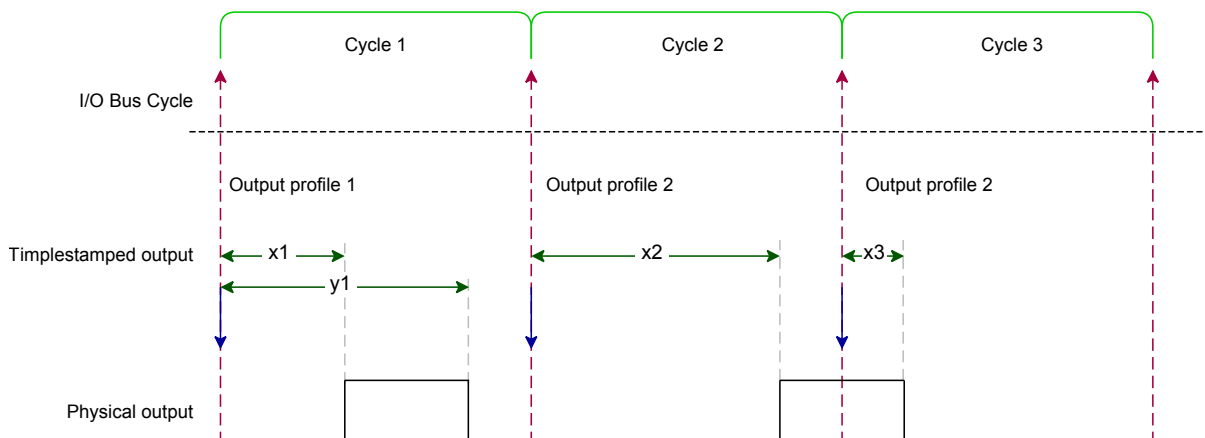 Cycle 1
Cycle 2
Cycle 3
I/O Bus Cycle
Output profile 1
Output profile 2
Output profile 2
Timplestamped output
x1
x2
x3
y1
Physical output